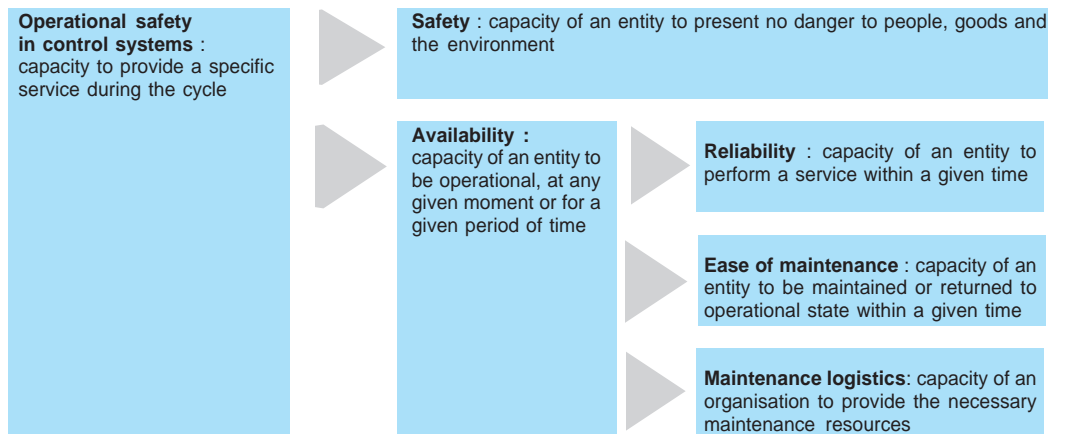 Operational safety
in control systems :
capacity to provide a specific
service during the cycle
Safety : capacity of an entity to present no danger to people, goods and
the environment
Availability :
capacity of an entity to
be operational, at any
given moment or for a
given period of time
Reliability : capacity of an entity to
perform a service within a given time
Ease of maintenance : capacity of an
entity to be maintained or returned to
operational state within a given time
Maintenance logistics: capacity of an
organisation to provide the necessary
maintenance resources